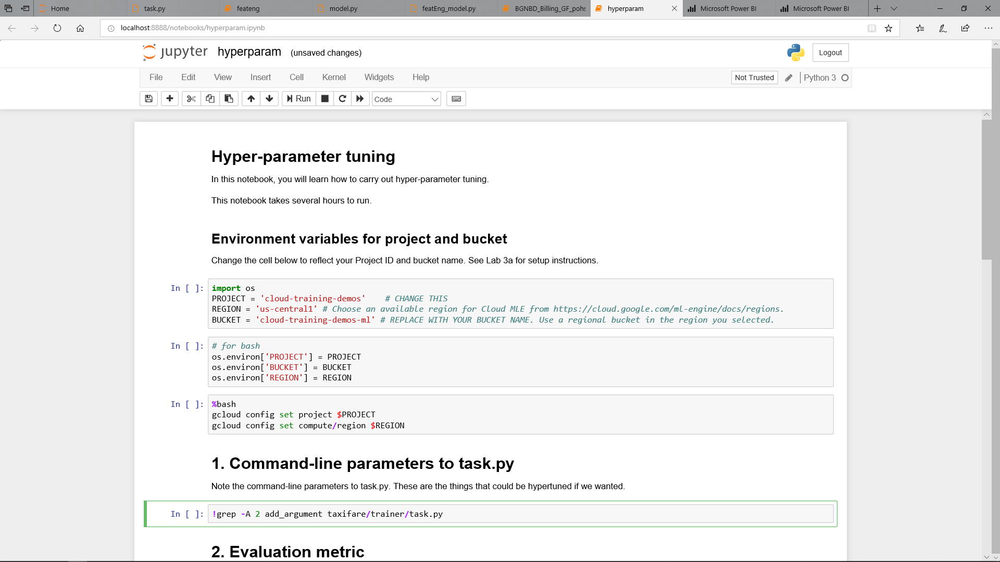 Home task.py feateng model.py featEng_model.py BGNBD_Billing_GF_pohs hyperparam Microsoft Power BI Microsoft Power BI
localhost:8888/notebooks/hyperparam.ipynb
jupyter hyperparam (unsaved changes) Logout
File Edit View Insert Cell Kernel Widgets Help Not Trusted Python 3
Run Code
Hyper-parameter tuning
In this notebook, you will learn how to carry out hyper-parameter tuning.
This notebook takes several hours to run.
Environment variables for project and bucket
Change the cell below to reflect your Project ID and bucket name. See Lab 3a for setup instructions.
In [ ]: import os
PROJECT = 'cloud-training-demos' # CHANGE THIS
REGION = 'us-central1' # Choose an available region for Cloud MLE from https://cloud.google.com/ml-engine/docs/regions.
BUCKET = 'cloud-training-demos-ml' # REPLACE WITH YOUR BUCKET NAME. Use a regional bucket in the region you selected.
In [ ]: # for bash
os.environ['PROJECT'] = PROJECT
os.environ['BUCKET'] = BUCKET
os.environ['REGION'] = REGION
In [ ]: %bash
gcloud config set project $PROJECT
gcloud config set compute/region $REGION
1. Command-line parameters to task.py
Note the command-line parameters to task.py. These are the things that could be hypertuned if we wanted.
In [ ]: !grep -A 2 add_argument taxifare/trainer/task.py
2. Evaluation metric